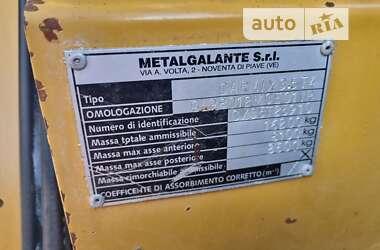 auto RIA
METALGALANTE S.r.l.
VIA A. VOLTA, 2 - NOVENTA DI PIAVE (VE)
Tipo
OMOLOGAZIONE
Numero di identificazione
Massa totale ammissibile kg
Massa max asse anteriore kg
Massa max asse posteriore kg
Massa rimorchiabile ammissibile
COEFFICIENTE DI ASSORBIMENTO CORRETTO (m⁻¹)